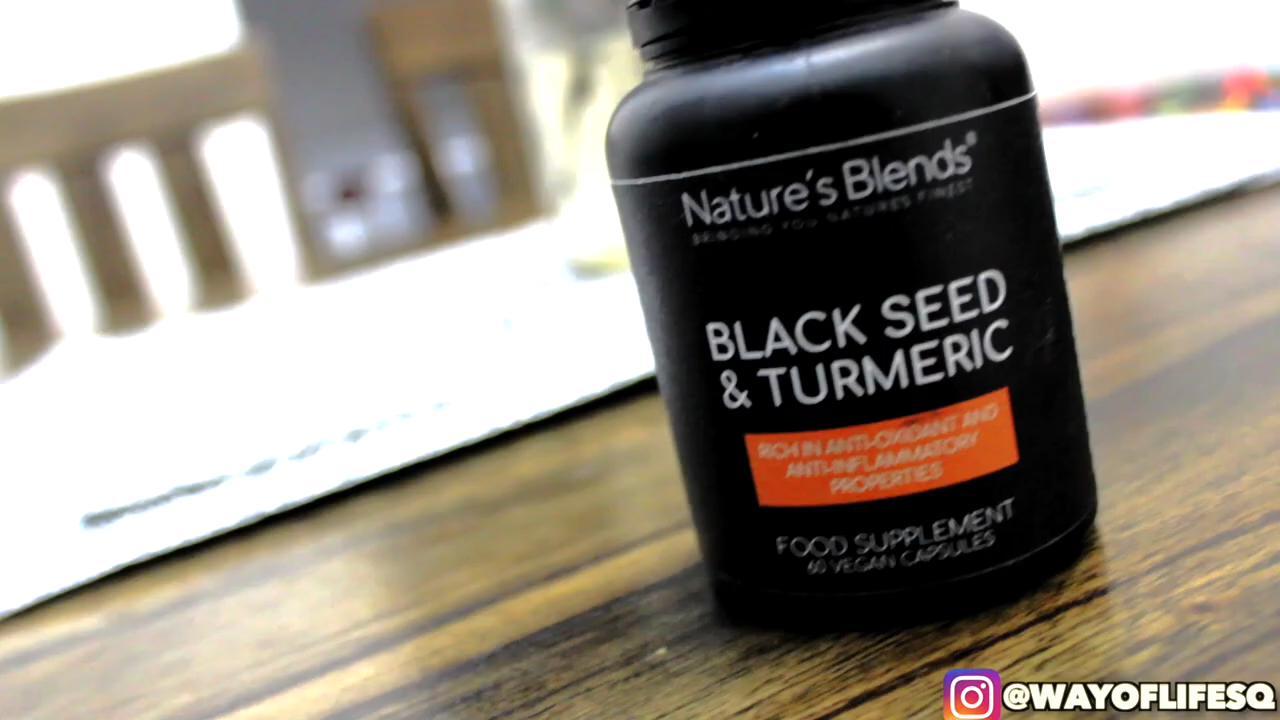 Nature's Blends®
BRINGING YOU NATURES FINEST
BLACK SEED
& TURMERIC
RICH IN ANTI-OXIDANT AND
ANTI-INFLAMMATORY
PROPERTIES
FOOD SUPPLEMENT
60 VEGAN CAPSULES
@WAYOFLIFESQ